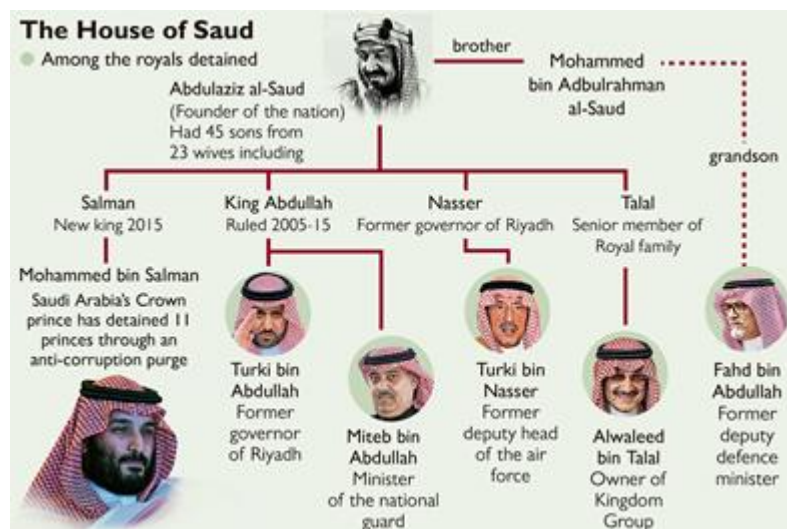 The House of Saud
Among the royals detained
Abdulaziz al-Saud
(Founder of the nation)
Had 45 sons from
23 wives including
brother
Mohammed
bin Adbulrahman
al-Saud
grandson
Salman
New king 2015
King Abdullah
Ruled 2005-15
Nasser
Former governor of Riyadh
Talal
Senior member of
Royal family
Mohammed bin Salman
Saudi Arabia's Crown
prince has detained 11
princes through an
anti-corruption purge
Turki bin
Abdullah
Former
governor
of Riyadh
Miteb bin
Abdullah
Minister
of the national
guard
Turki bin
Nasser
Former
deputy head
of the air
force
Alwaleed
bin Talal
Owner of
Kingdom
Group
Fahd bin
Abdullah
Former
deputy
defence
minister